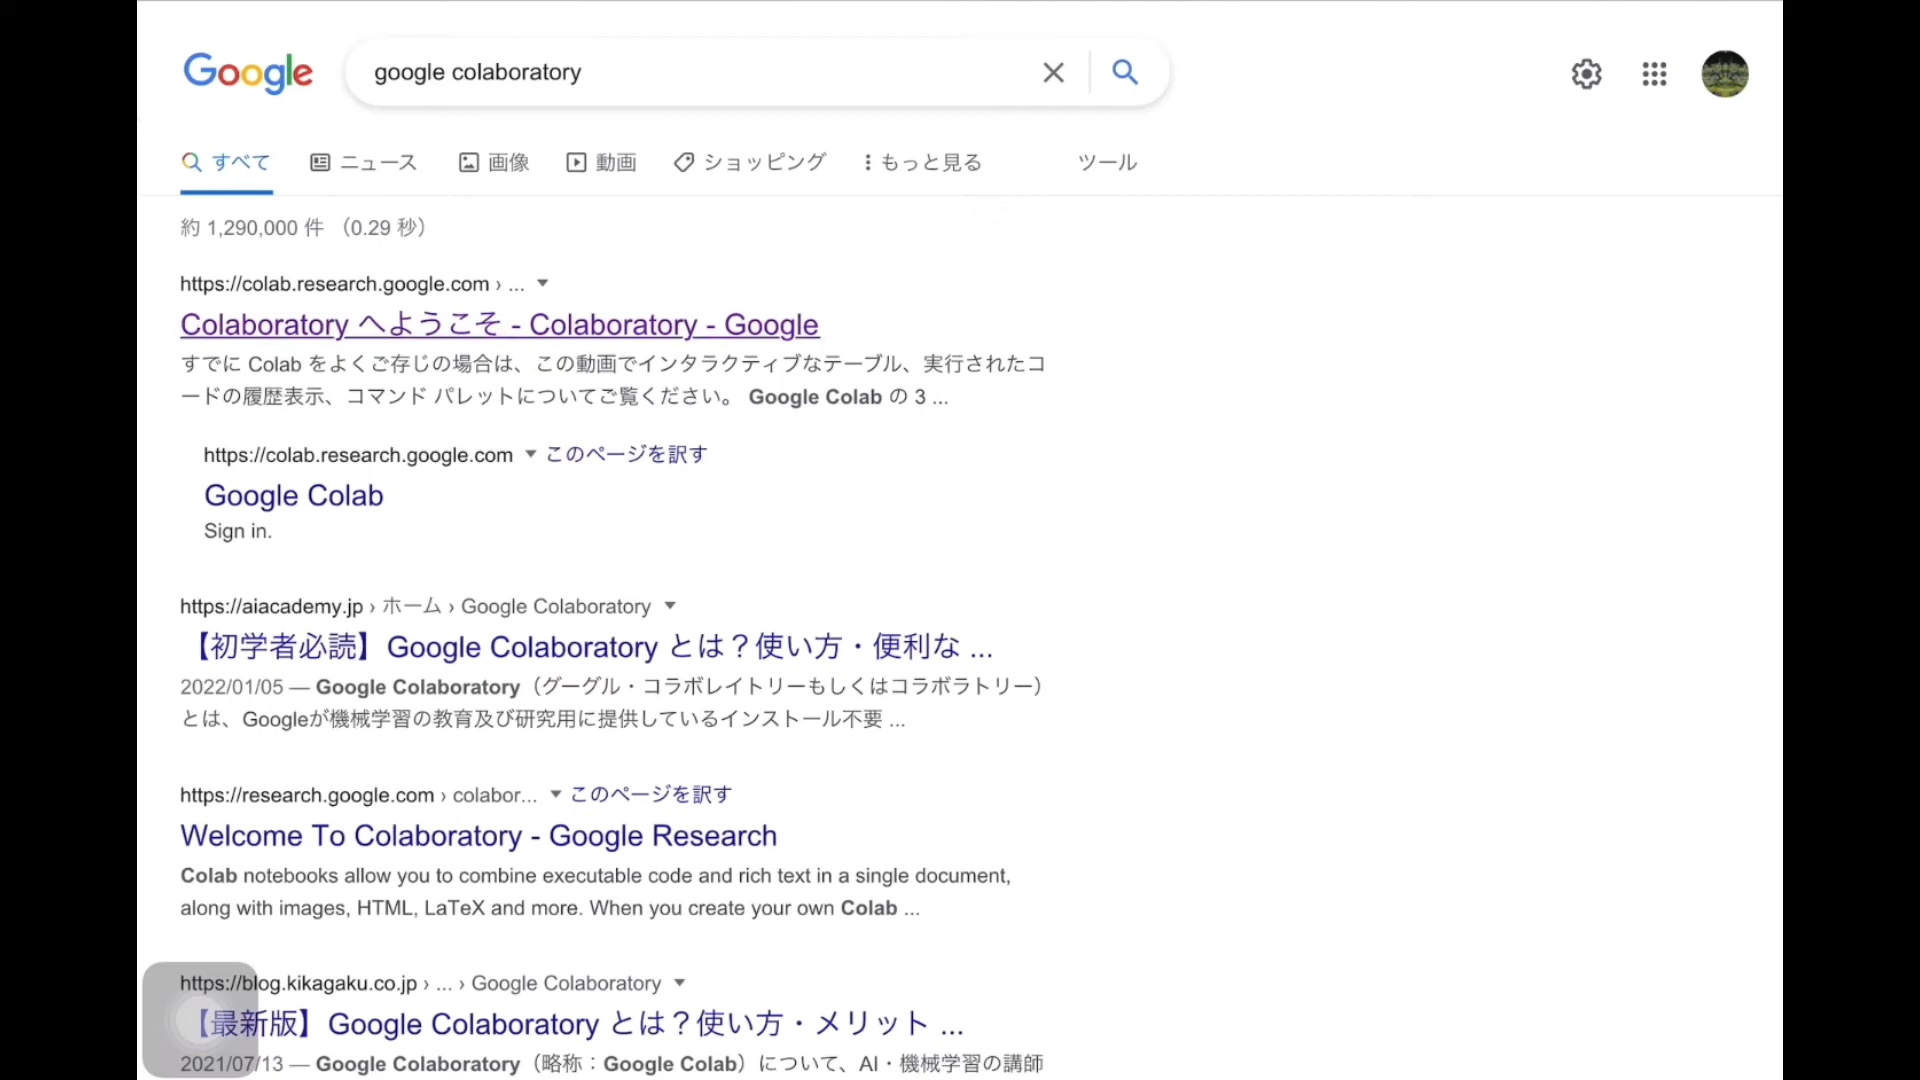 Google
google colaboratory
すべて ニュース 画像 動画 ショッピング もっと見る ツール
約 1,290,000 件 （0.29 秒）
https://colab.research.google.com › ...
Colaboratory へようこそ - Colaboratory - Google
すでに Colab をよくご存じの場合は、この動画でインタラクティブなテーブル、実行されたコ
ードの履歴表示、コマンド パレットについてご覧ください。 Google Colab の 3 ...
https://colab.research.google.com このページを訳す
Google Colab
Sign in.
https://aiacademy.jp › ホーム › Google Colaboratory
【初学者必読】Google Colaboratory とは？使い方・便利な ...
2022/01/05 — Google Colaboratory（グーグル・コラボレイトリーもしくはコラボラトリー）
とは、Googleが機械学習の教育及び研究用に提供しているインストール不要 ...
https://research.google.com › colabor... このページを訳す
Welcome To Colaboratory - Google Research
Colab notebooks allow you to combine executable code and rich text in a single document,
along with images, HTML, LaTeX and more. When you create your own Colab ...
https://blog.kikagaku.co.jp › ... › Google Colaboratory
【最新版】Google Colaboratory とは？使い方・メリット ...
2021/07/13 — Google Colaboratory（略称：Google Colab）について、AI・機械学習の講師